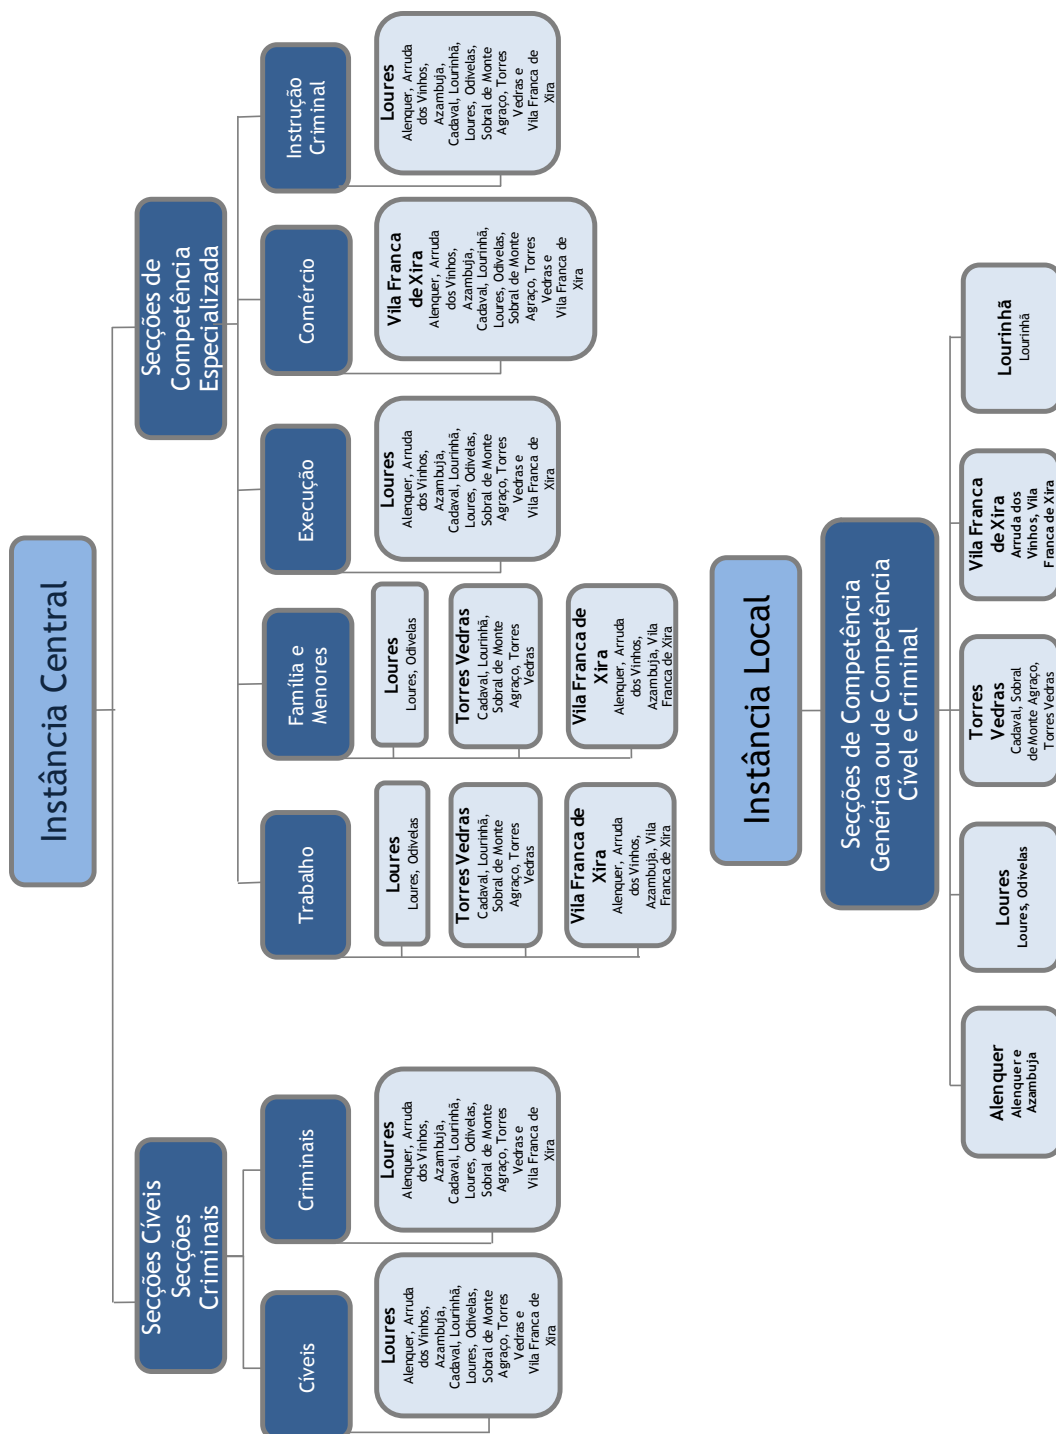 Instância Central
Secções Cíveis
Secções
Criminais
Secções de
Competência
Especializada
Cíveis
Criminais
Trabalho
Família e
Menores
Execução
Comércio
Instrução
Criminal
Loures
Alenquer, Arruda
dos Vinhos,
Azambuja,
Cadaval, Lourinhã,
Loures, Odivelas,
Sobral de Monte
Agraço, Torres
Vedras e
Vila Franca de
Xira
Loures
Alenquer, Arruda
dos Vinhos,
Azambuja,
Cadaval, Lourinhã,
Loures, Odivelas,
Sobral de Monte
Agraço, Torres
Vedras e
Vila Franca de
Xira
Loures
Loures, Odivelas
Torres Vedras
Cadaval, Lourinhã,
Sobral de Monte
Agraço, Torres
Vedras
Vila Franca de
Xira
Alenquer, Arruda
dos Vinhos,
Azambuja, Vila
Franca de Xira
Loures
Loures, Odivelas
Torres Vedras
Cadaval, Lourinhã,
Sobral de Monte
Agraço, Torres
Vedras
Vila Franca de
Xira
Alenquer, Arruda
dos Vinhos,
Azambuja, Vila
Franca de Xira
Loures
Alenquer, Arruda
dos Vinhos,
Azambuja,
Cadaval, Lourinhã,
Loures, Odivelas,
Sobral de Monte
Agraço, Torres
Vedras e
Vila Franca de
Xira
Vila Franca
de Xira
Alenquer, Arruda
dos Vinhos,
Azambuja,
Cadaval, Lourinhã,
Loures, Odivelas,
Sobral de Monte
Agraço, Torres
Vedras e
Vila Franca de
Xira
Loures
Alenquer, Arruda
dos Vinhos,
Azambuja,
Cadaval, Lourinhã,
Loures, Odivelas,
Sobral de Monte
Agraço, Torres
Vedras e
Vila Franca de
Xira
Instância Local
Secções de Competência
Genérica ou de Competência
Cível e Criminal
Alenquer
Alenquer e
Azambuja
Loures
Loures, Odivelas
Torres
Vedras
Cadaval, Sobral
de Monte Agraço,
Torres Vedras
Vila Franca
de Xira
Arruda dos
Vinhos, Vila
Franca de Xira
Lourinhã
Lourinhã